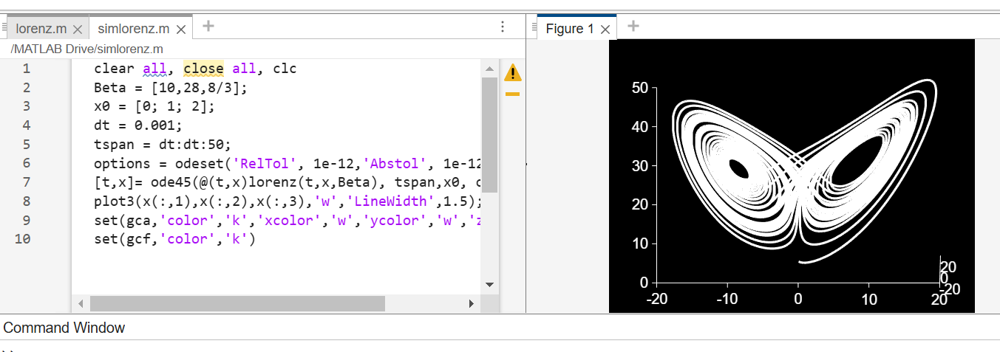 lorenz.m
simlorenz.m
Figure 1
/MATLAB Drive/simlorenz.m
1 clear all, close all, clc
2 Beta = [10,28,8/3];
3 x0 = [0; 1; 2];
4 dt = 0.001;
5 tspan = dt:dt:50;
6 options = odeset('RelTol', 1e-12,'Abstol', 1e-12
7 [t,x]= ode45(@(t,x)lorenz(t,x,Beta), tspan,x0,
8 plot3(x(:,1),x(:,2),x(:,3),'w','LineWidth',1.5);
9 set(gca,'color','k','xcolor','w','ycolor','w','z
10 set(gcf,'color','k')
50
40
30
20
10
0
-20 -10 0 10 20
20
0
-20
Command Window